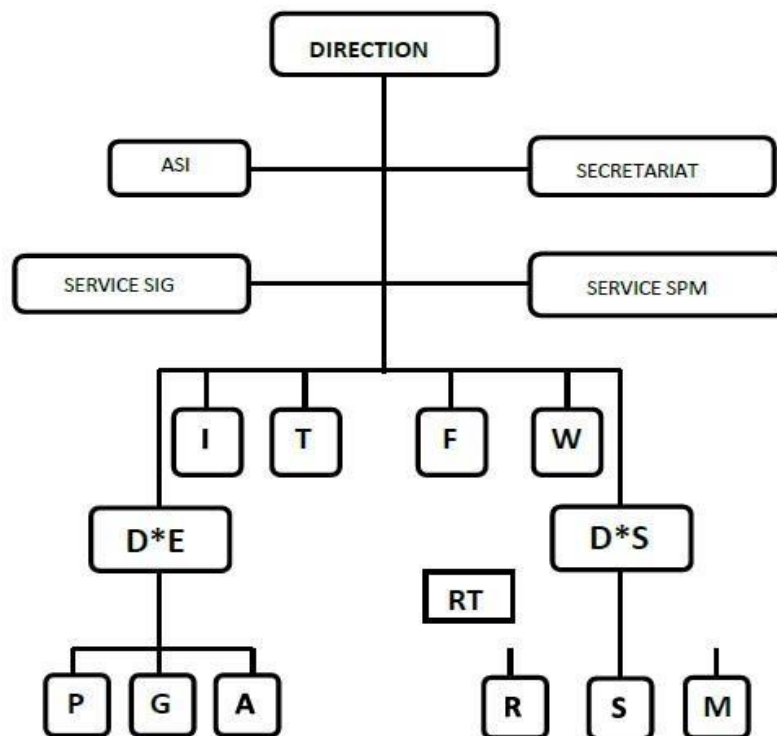 DIRECTION
ASI
SECRETARIAT
SERVICE SIG
SERVICE SPM
I
T
F
W
D*E
D*S
RT
P
G
A
R
S
M